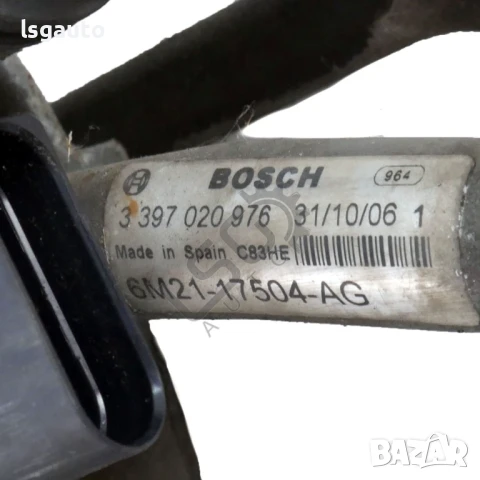 lsgauto
BOSCH 964
3 397 020 976 31/10/06 1
Made in Spain C83HE
6M21-17504-AG
BAZAR